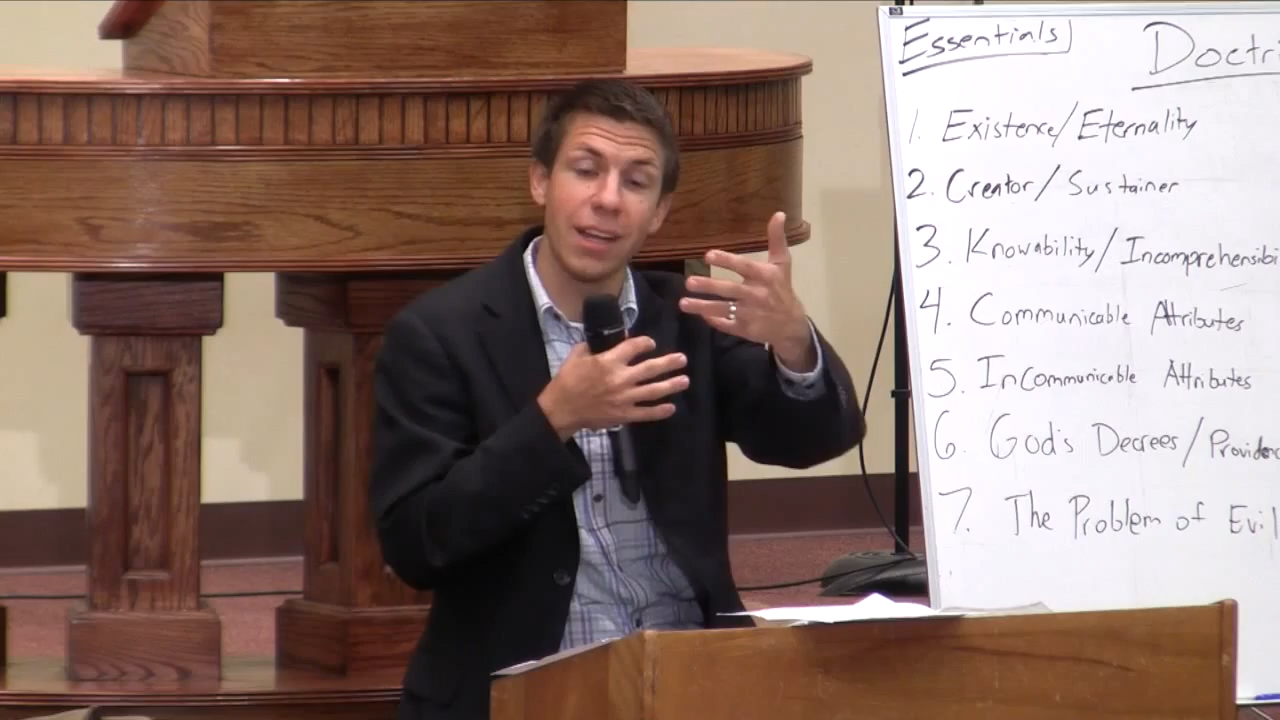 Essentials
Doctri
1. Existence/Eternality
2. Creator/Sustainer
3. Knowability/Incomprehensibi
4. Communicable Attributes
5. Incommunicable Attributes
6. God's Decrees/Providenc
7. The Problem of Evil